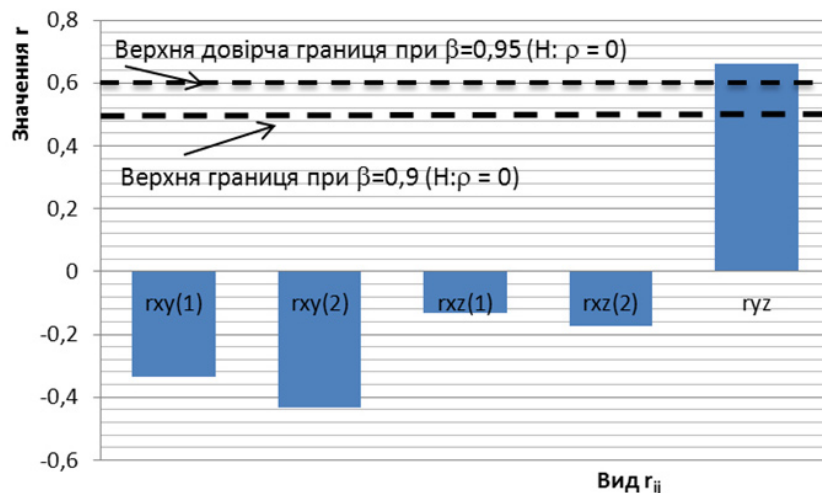 0,8
Верхня довірча границя при β=0,95 (H: ρ = 0)
0,6
0,4
Верхня границя при β=0,9 (H:ρ = 0)
0,2
0
rxy(1) rxy(2) rxz(1) rxz(2) ryz
-0,2
-0,4
-0,6
Значення r
Вид rᵢⱼ